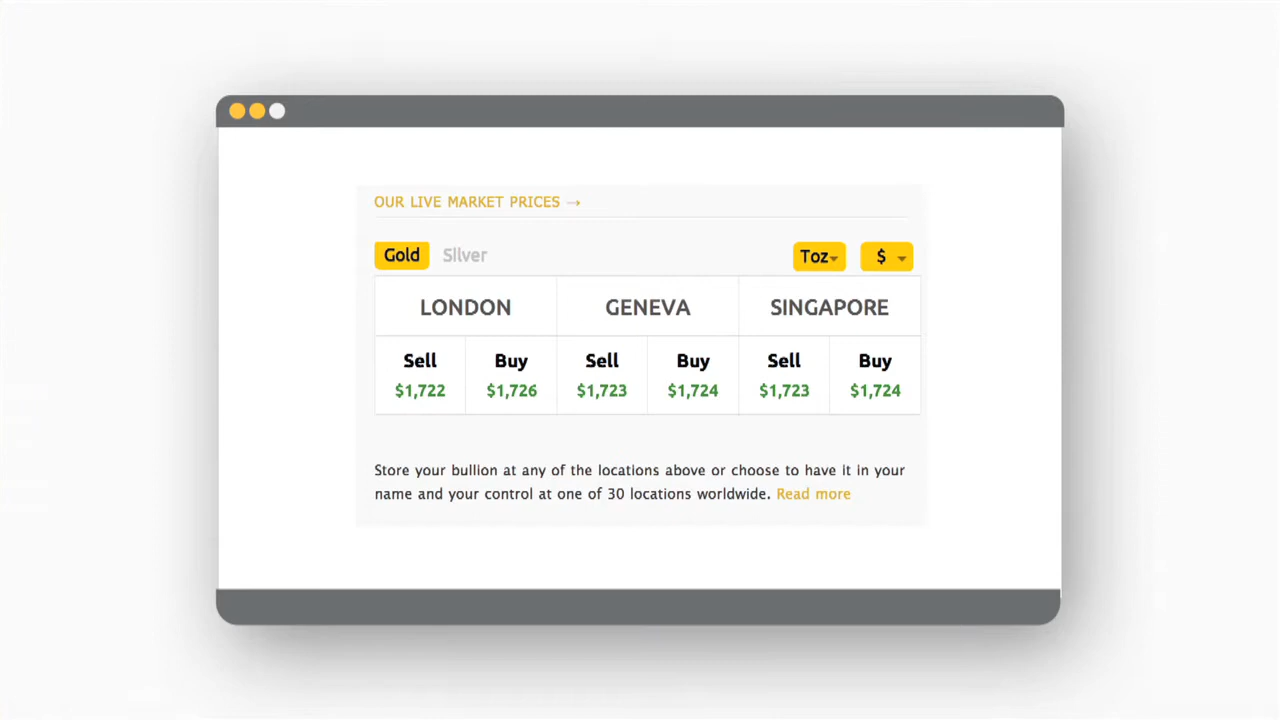 OUR LIVE MARKET PRICES →
Gold Silver Toz $
LONDON GENEVA SINGAPORE
Sell Buy Sell Buy Sell Buy
$1,722 $1,726 $1,723 $1,724 $1,723 $1,724
Store your bullion at any of the locations above or choose to have it in your
name and your control at one of 30 locations worldwide. Read more